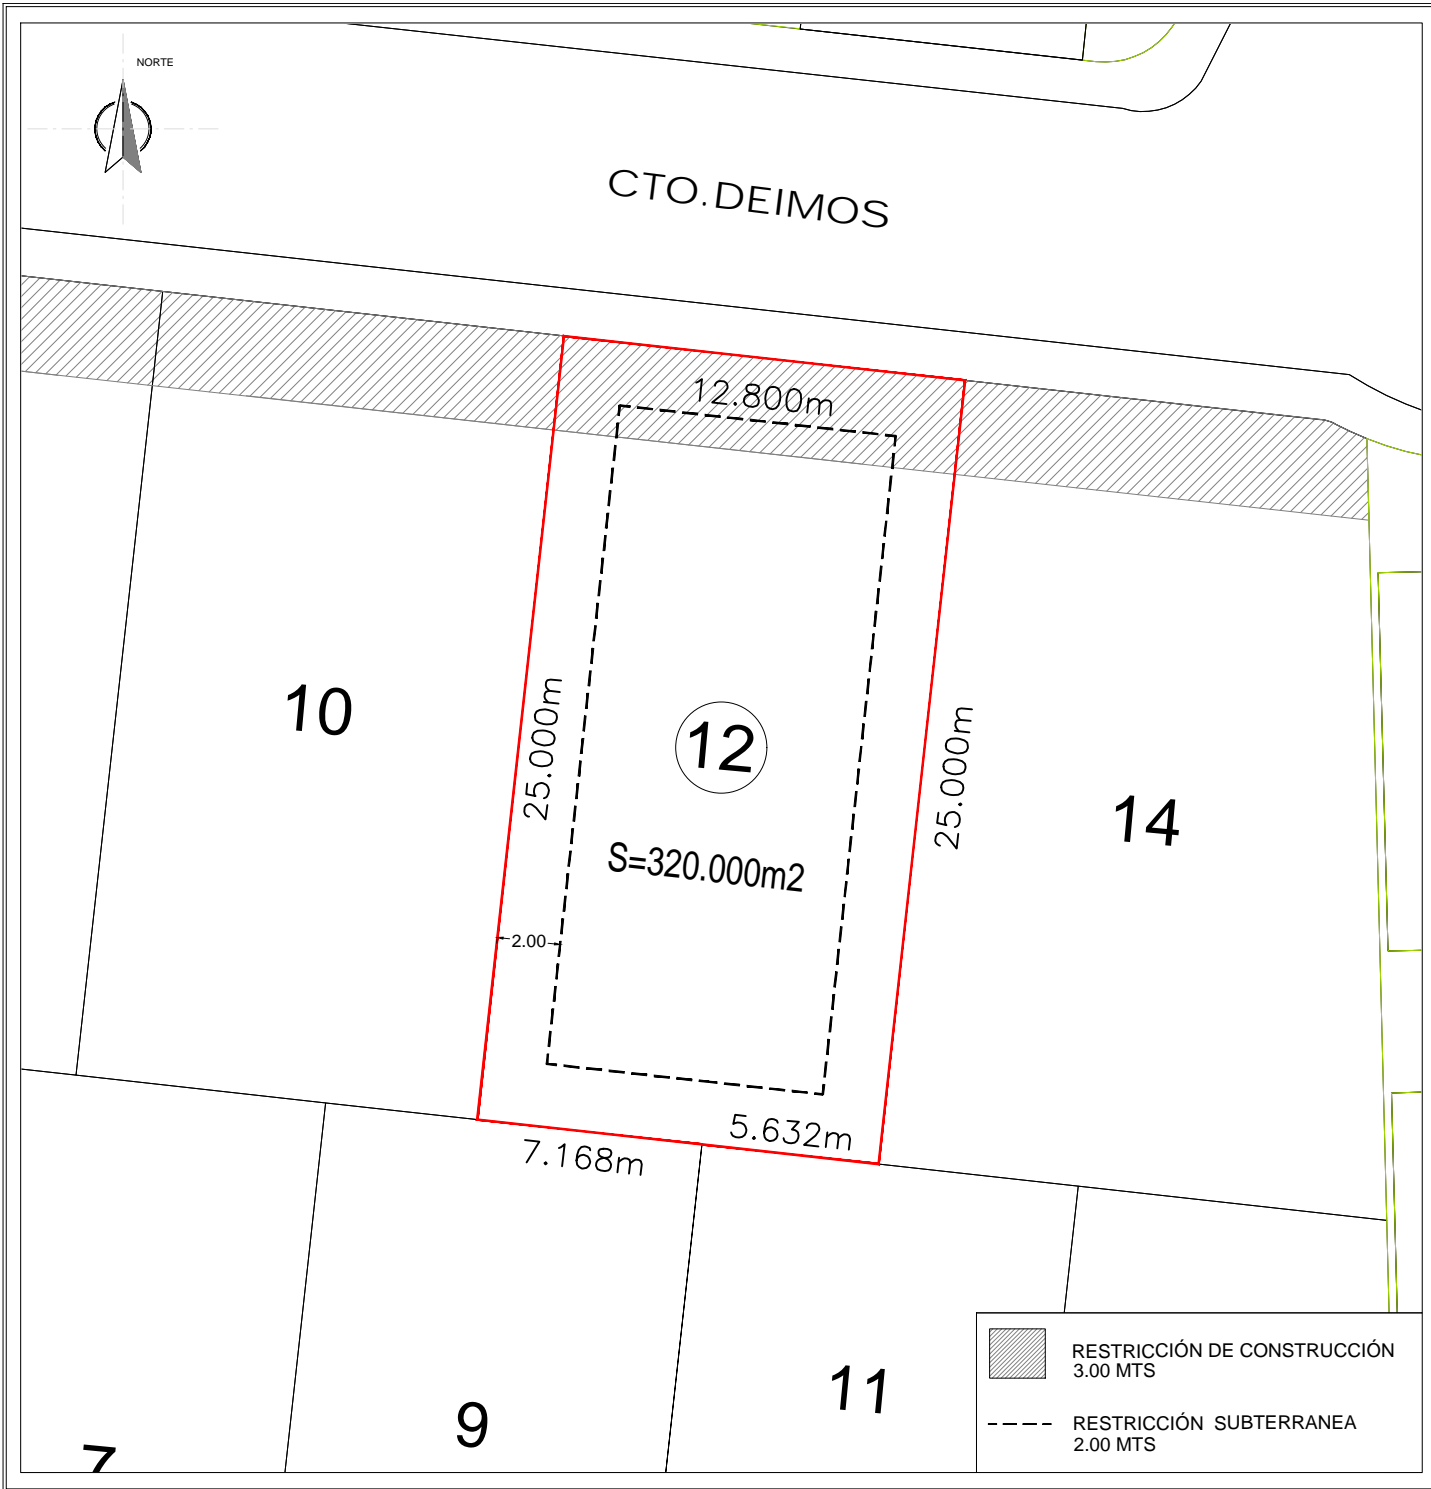 NORTE
CTO.DEIMOS
12.800m
10
25.000m
12
25.000m
14
S=320.000m2
2.00
5.632m
7.168m
7
9
11
RESTRICCIÓN DE CONSTRUCCIÓN
3.00 MTS
RESTRICCIÓN SUBTERRANEA
2.00 MTS